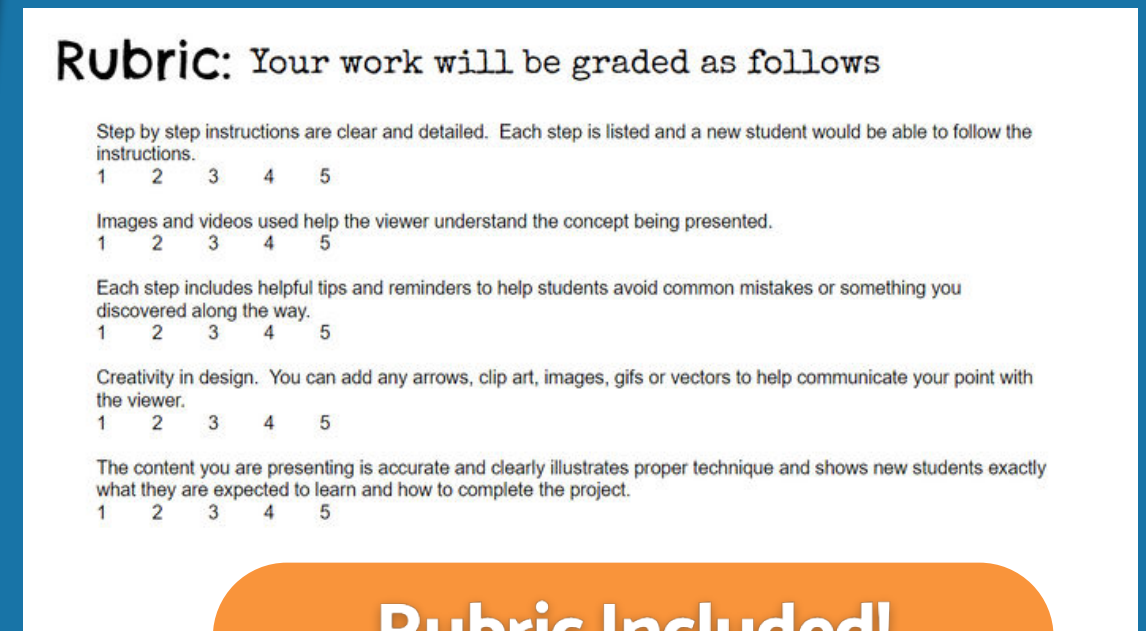 Rubric: Your work will be graded as follows
Step by step instructions are clear and detailed.  Each step is listed and a new student would be able to follow the
instructions.
1 2 3 4 5
Images and videos used help the viewer understand the concept being presented.
1 2 3 4 5
Each step includes helpful tips and reminders to help students avoid common mistakes or something you
discovered along the way.
1 2 3 4 5
Creativity in design.  You can add any arrows, clip art, images, gifs or vectors to help communicate your point with
the viewer.
1 2 3 4 5
The content you are presenting is accurate and clearly illustrates proper technique and shows new students exactly
what they are expected to learn and how to complete the project.
1 2 3 4 5
Rubric Included!